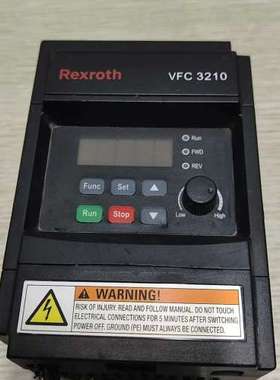 Rexroth
VFC 3210
Run
FWD
REV
Func
Set
Run
Stop
Low
High
WARNING!
RISK OF INJURY. READ AND FOLLOW MANUAL. DO NOT TOUCH
ELECTRICAL CONNECTIONS FOR 5 MINUTES AFTER SWITCHING
POWER OFF. GROUND (PE) MUST ALWAYS BE CONNECTED.